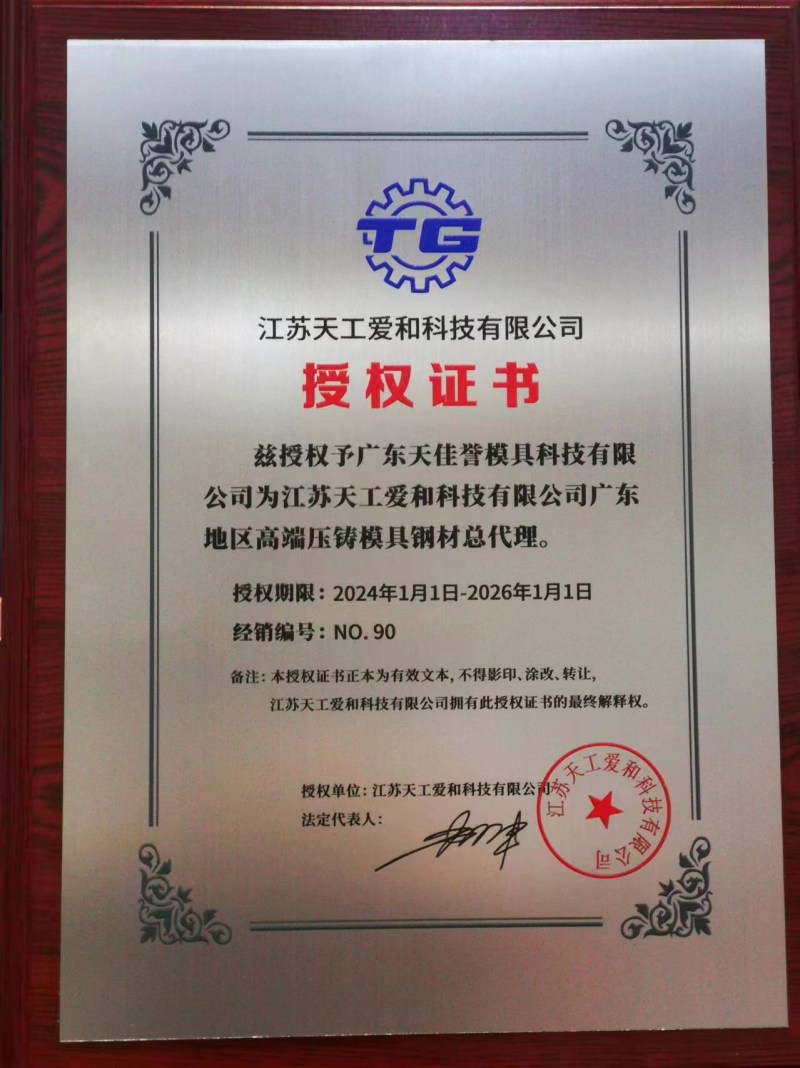 TG
江苏天工爱和科技有限公司
授权证书
兹授权予广东天佳誉模具科技有限
公司为江苏天工爱和科技有限公司广东
地区高端压铸模具钢材总代理。
授权期限：2024年1月1日-2026年1月1日
经销编号：NO. 90
备注：本授权证书正本为有效文本，不得影印、涂改、转让，
江苏天工爱和科技有限公司拥有此授权证书的最终解释权。
授权单位：江苏天工爱和科技有限公司
法定代表人：
江苏天工爱和科技有限公司